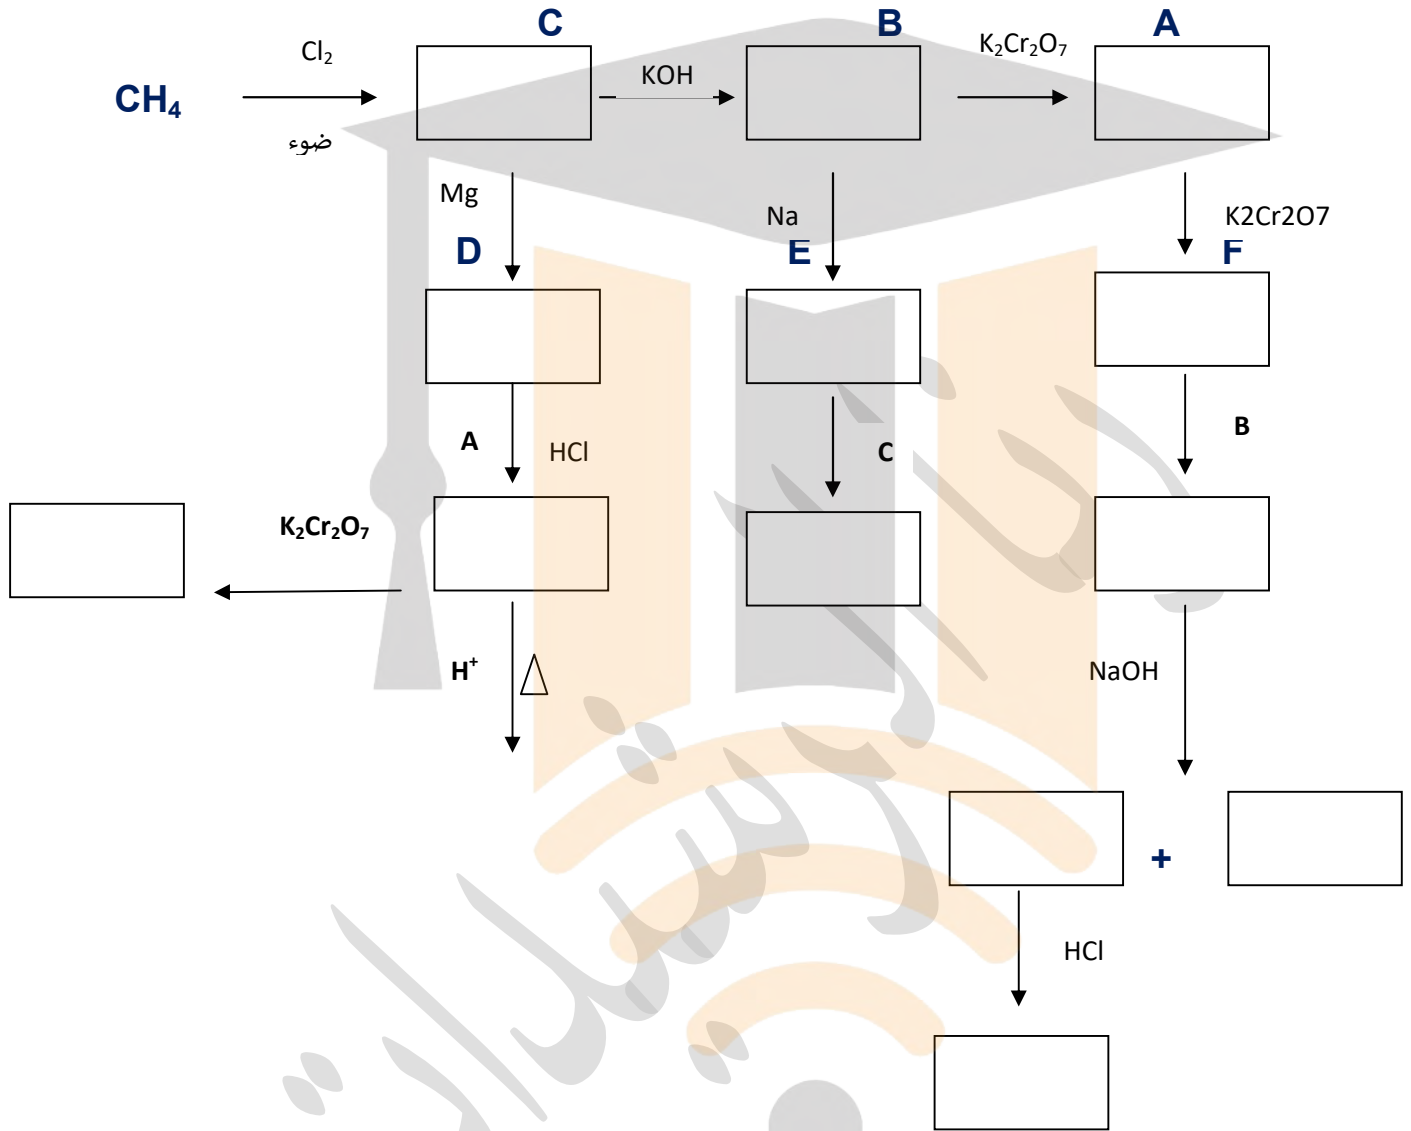 C B A
Cl₂ KOH K₂Cr₂O₇
CH₄
ضوء
Mg Na K2Cr2O7
D E F
A HCl C B
K₂Cr₂O₇
H⁺ △ NaOH
+
HCl